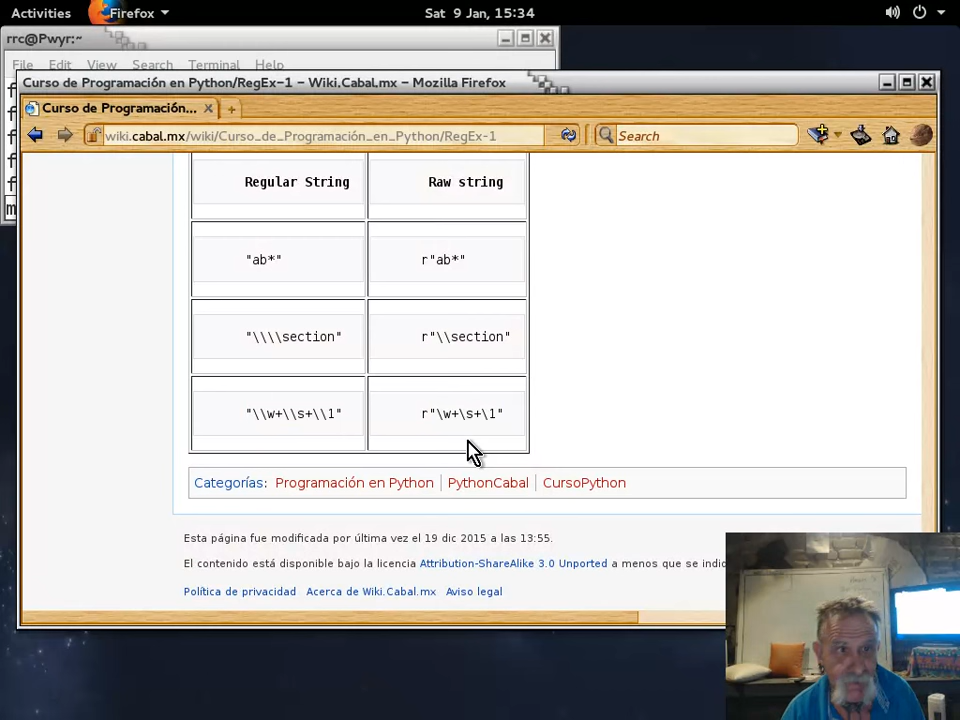 Activities Firefox Sat 9 Jan, 15:34
rrc@Pwyr:
File Edit View Search Terminal Help
Curso de Programación en Python/RegEx-1 – Wiki.Cabal.mx – Mozilla Firefox
Curso de Programación...
wiki.cabal.mx/wiki/Curso_de_Programación_en_Python/RegEx-1 Search
Regular String Raw string
"ab*" r"ab*"
"\\\\section" r"\\section"
"\\w+\\s+\\1" r"\w+\s+\1"
Categorías: Programación en Python | PythonCabal | CursoPython
Esta página fue modificada por última vez el 19 dic 2015 a las 13:55.
El contenido está disponible bajo la licencia Attribution-ShareAlike 3.0 Unported a menos que se indic
Política de privacidad Acerca de Wiki.Cabal.mx Aviso legal